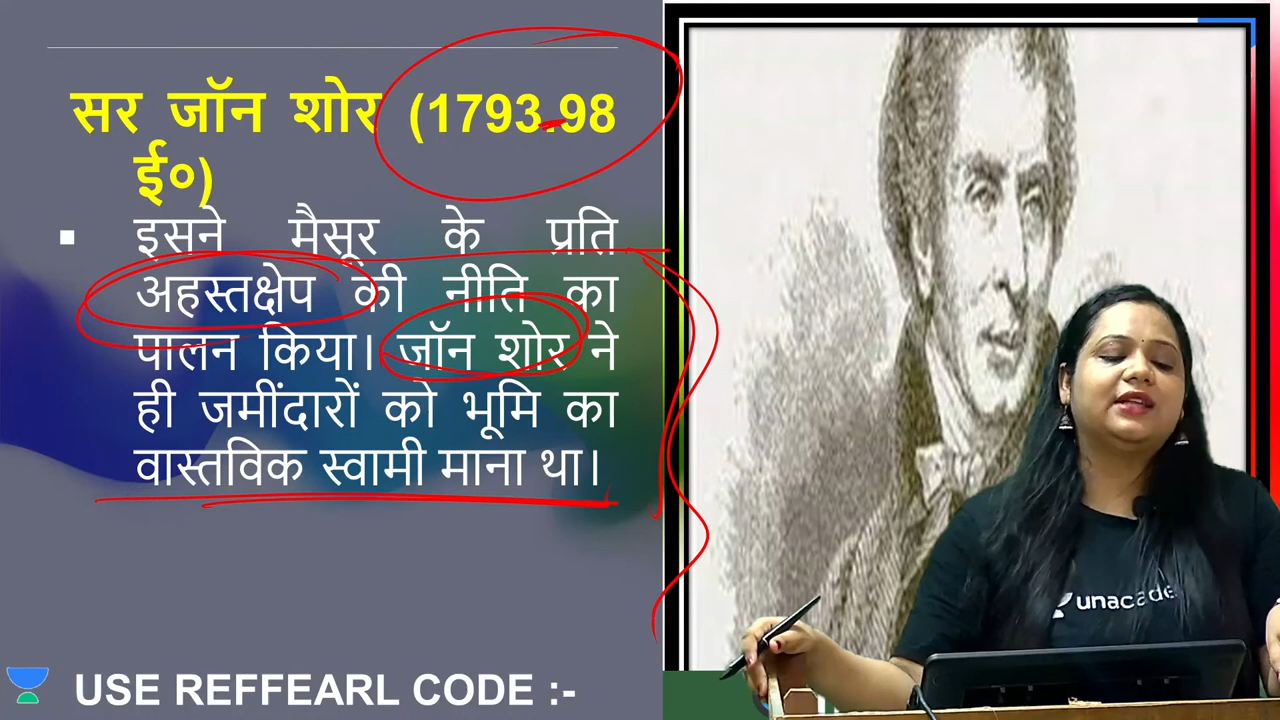 सर जॉन शोर (1793.98
ई०)
▪ इसने मैसूर के प्रति
अहस्तक्षेप की नीति का
पालन किया। जॉन शोर ने
ही जमींदारों को भूमि का
वास्तविक स्वामी माना था।
USE REFFEARL CODE :-
unacade